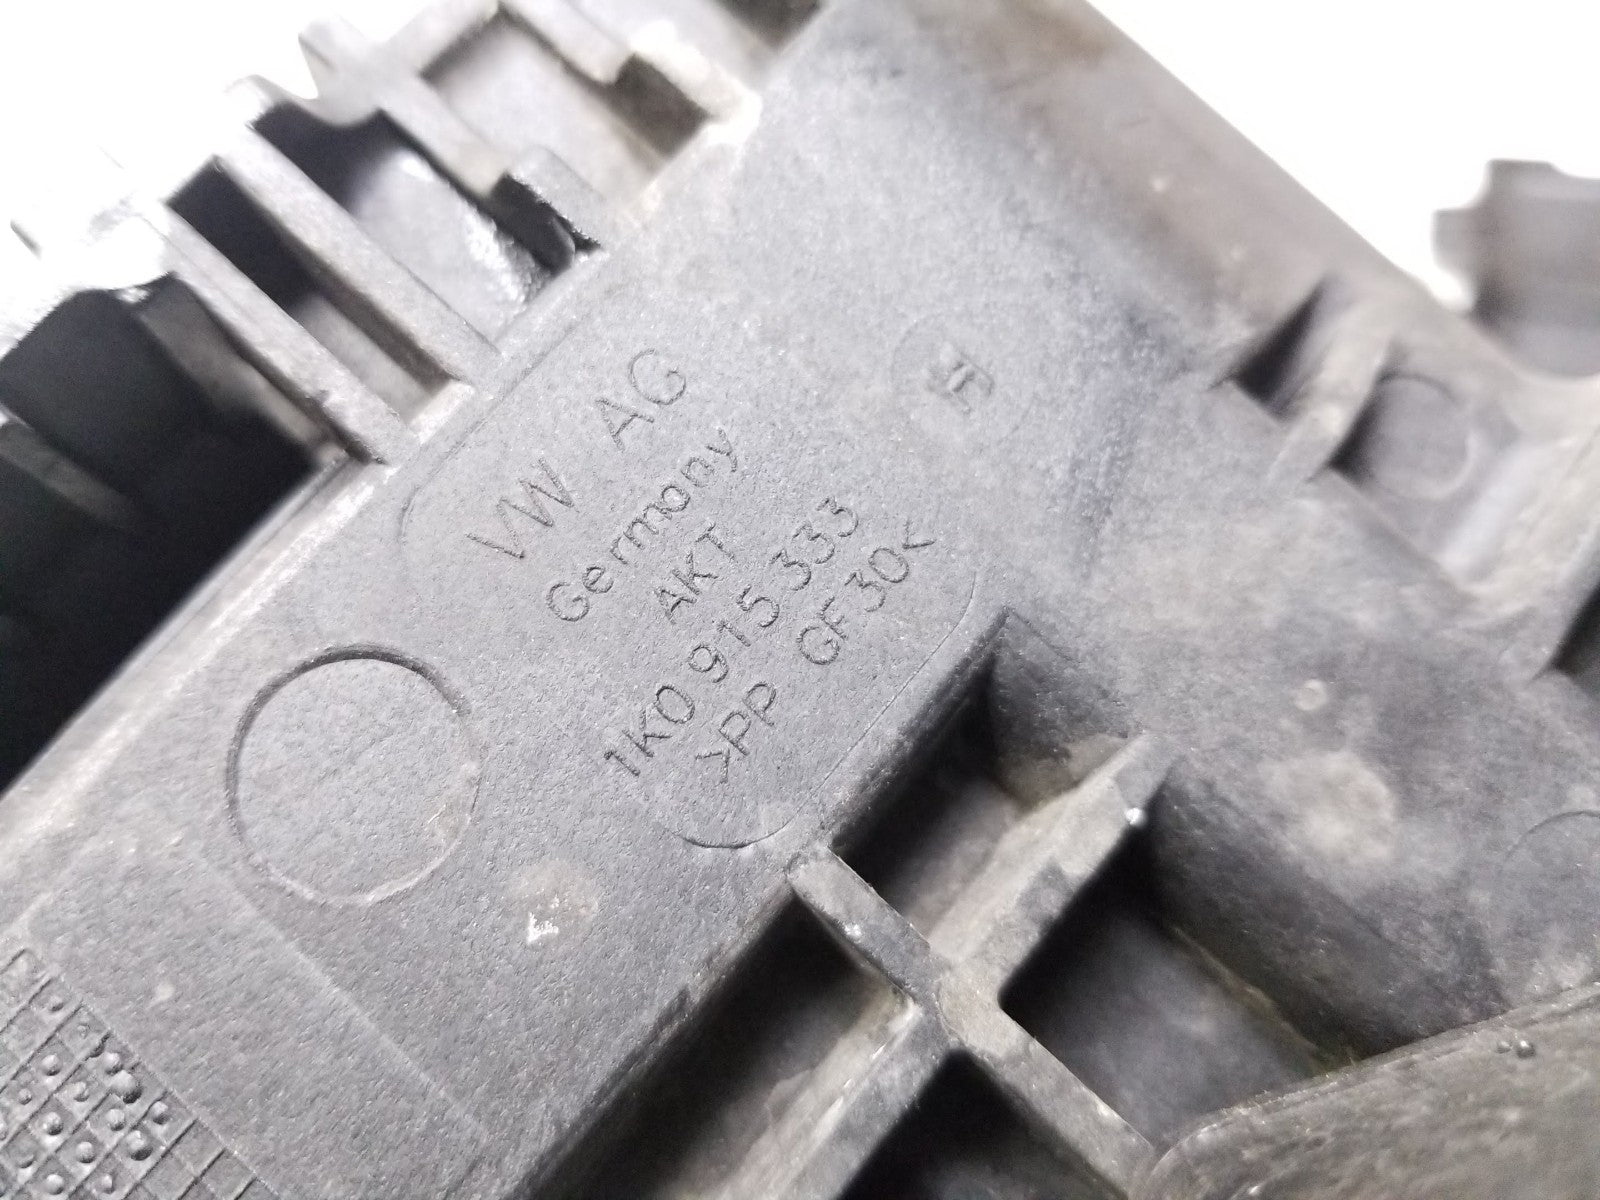 VW AG
Germany
AKT
1K0 915 333
>PP GF30<